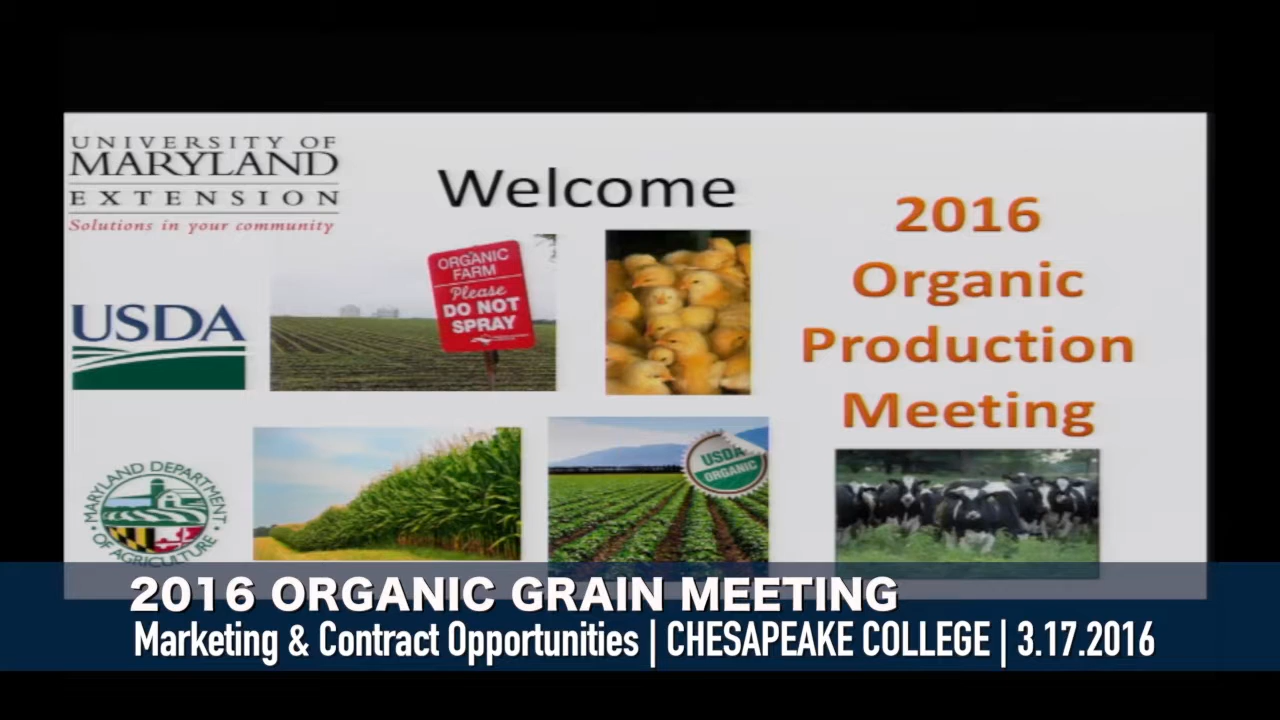 UNIVERSITY OF
MARYLAND
EXTENSION
Solutions in your community
Welcome
2016
Organic
Production
Meeting
USDA
ORGANIC
FARM
Please
DO NOT
SPRAY
USDA
ORGANIC
MARYLAND DEPARTMENT
• OF AGRICULTURE •
2016 ORGANIC GRAIN MEETING
Marketing & Contract Opportunities | CHESAPEAKE COLLEGE | 3.17.2016